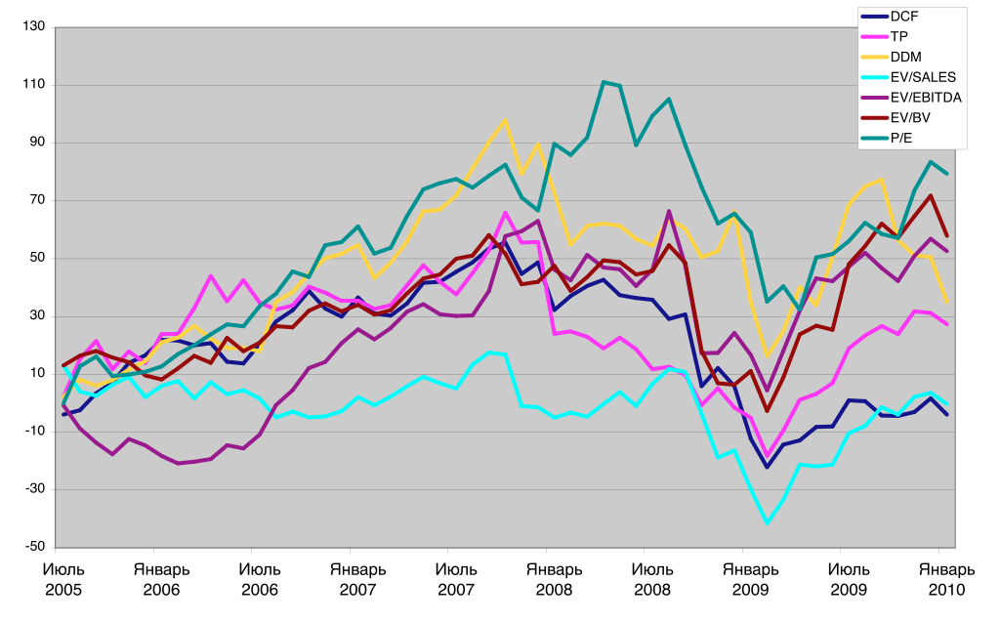 DCF
TP
DDM
EV/SALES
EV/EBITDA
EV/BV
P/E
130
110
90
70
50
30
10
-10
-30
-50
Июль Январь Июль Январь Июль Январь Июль Январь Июль Январь
2005 2006 2006 2007 2007 2008 2008 2009 2009 2010